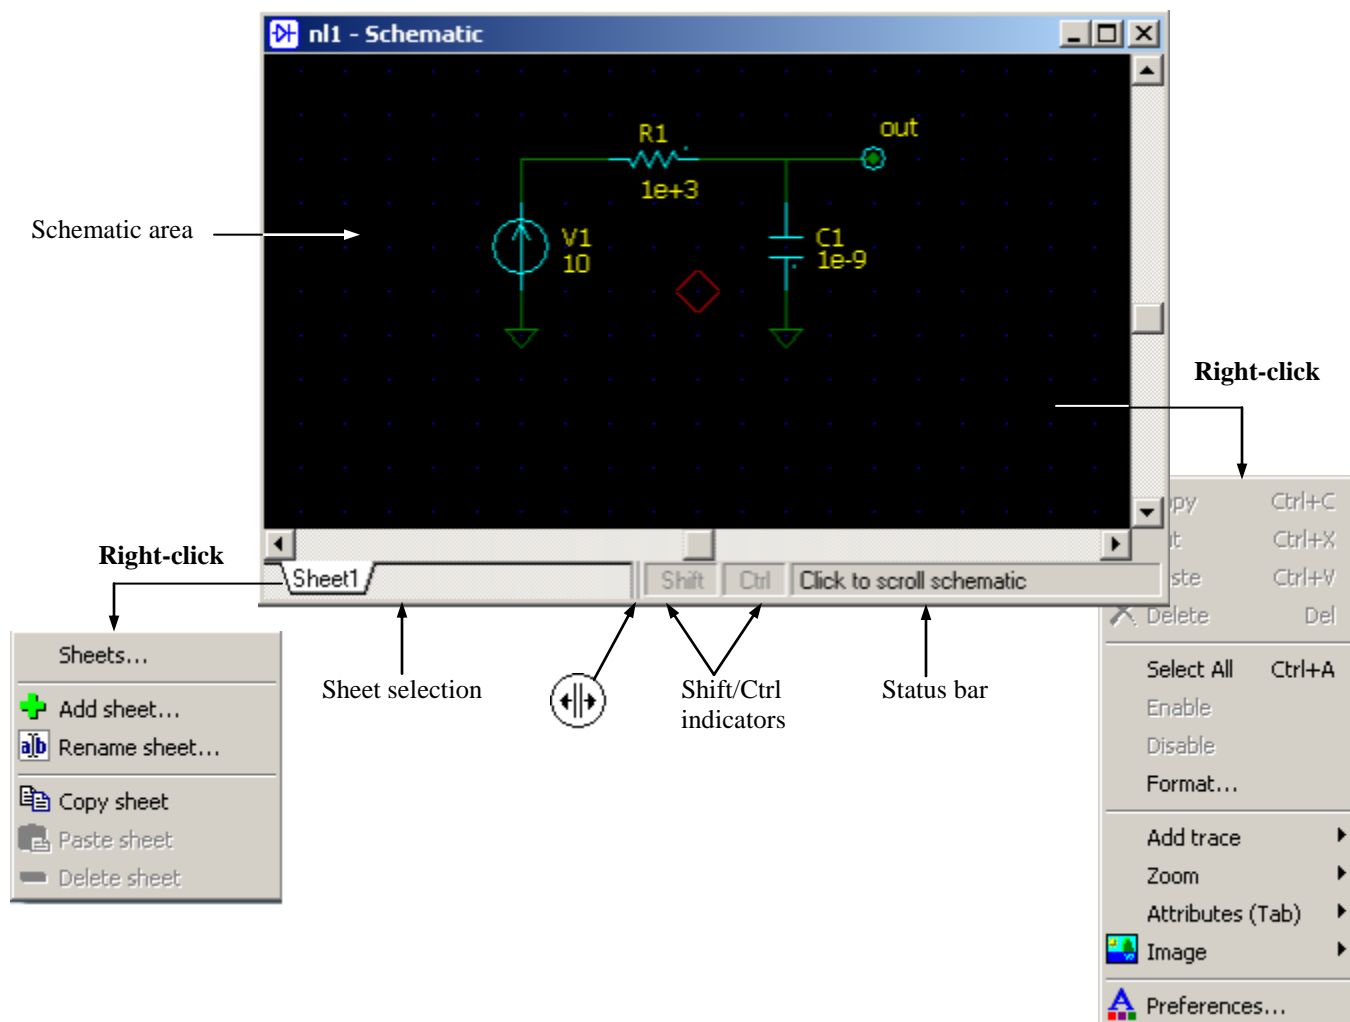 nl1 - Schematic
R1
out
1e+3
Schematic area
V1
10
C1
1e-9
Right-click
Right-click
Sheet1
Shift
Ctrl
Click to scroll schematic
Sheet selection
Shift/Ctrl
indicators
Status bar
Sheets...
Add sheet...
a|b Rename sheet...
Copy sheet
Paste sheet
Delete sheet
Ctrl+C
Ctrl+X
Ctrl+V
Delete Del
Select All Ctrl+A
Enable
Disable
Format...
Add trace
Zoom
Attributes (Tab)
Image
A Preferences...